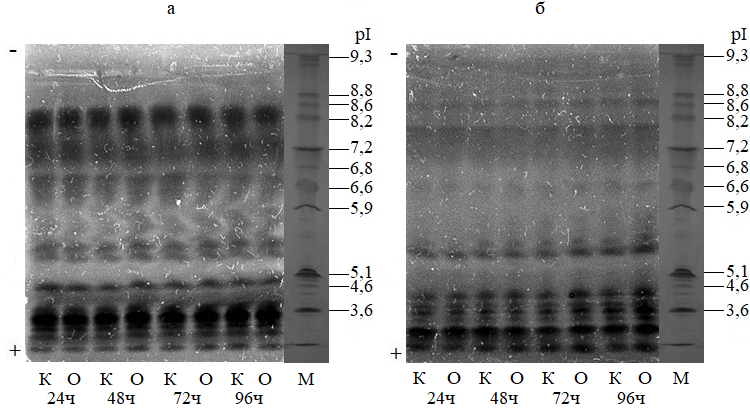 а б
pI pI
- 9,3 - 9,3
8,8 8,8
8,6 8,6
8,2 8,2
7,2 7,2
6,8 6,8
6,6 6,6
5,9 5,9
5,1 5,1
4,6 4,6
3,6 3,6
+ +
К О К О К О К О М К О К О К О К О М
24ч 48ч 72ч 96ч 24ч 48ч 72ч 96ч